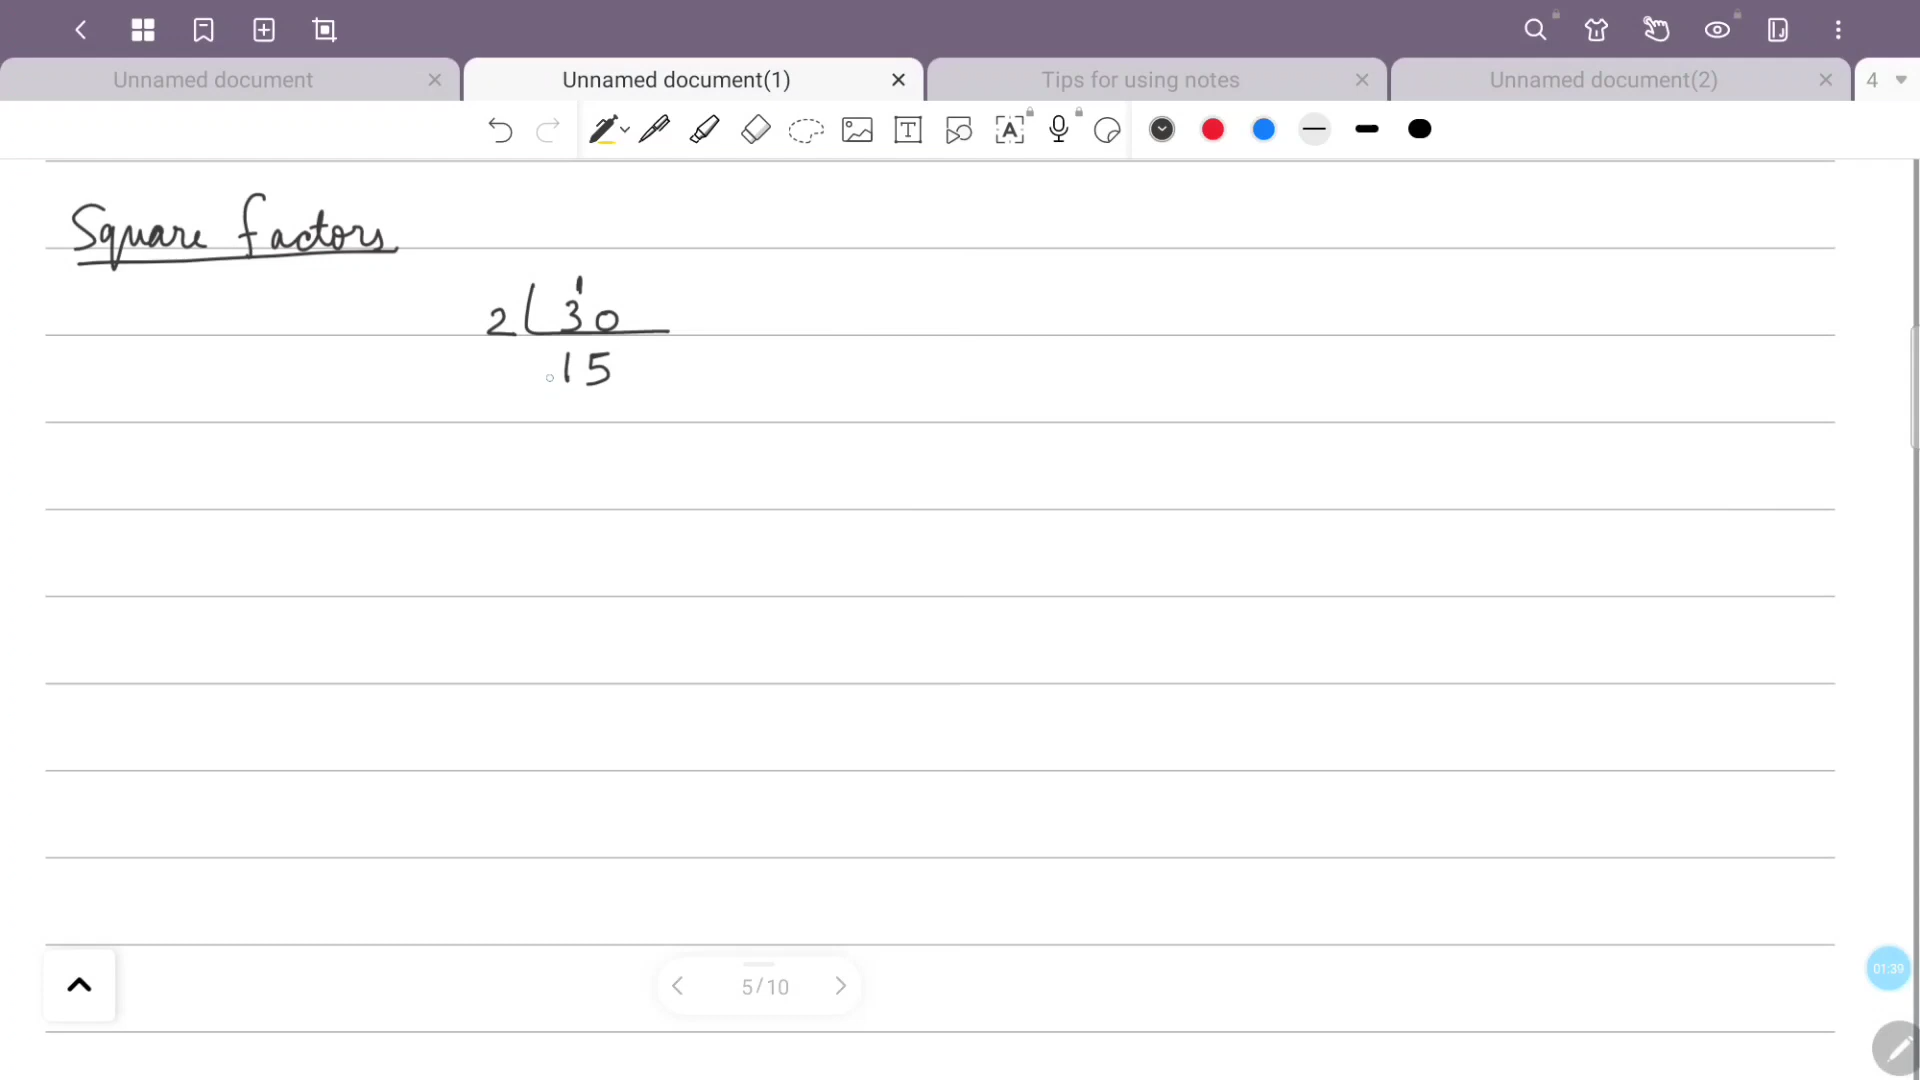 Unnamed document
Unnamed document(1)
Tips for using notes
Unnamed document(2)
4
Square factors
1
2 30
15
5/10
01:39